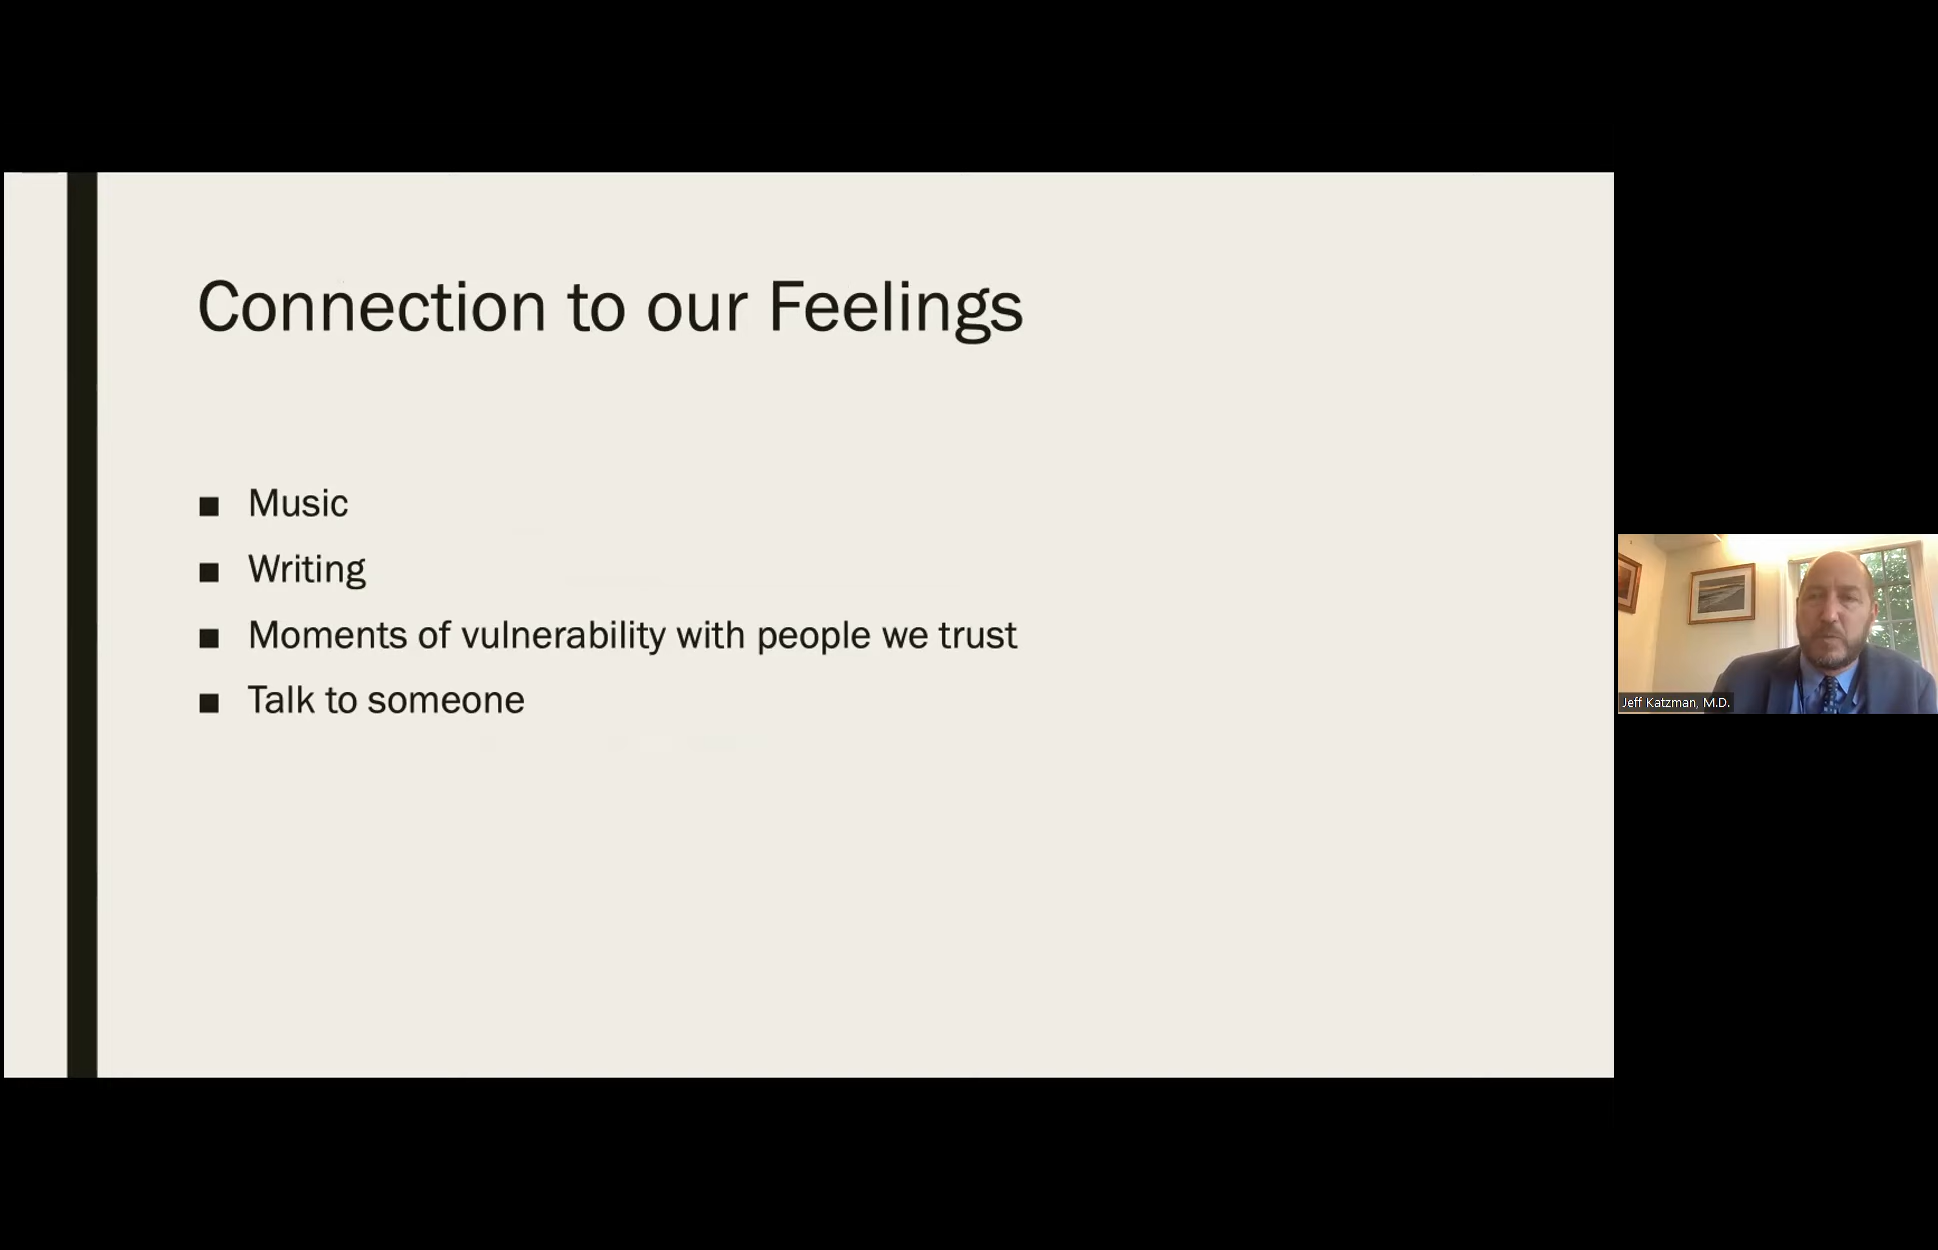 Connection to our Feelings
■ Music
■ Writing
■ Moments of vulnerability with people we trust
■ Talk to someone
Jeff Katzman, M.D.